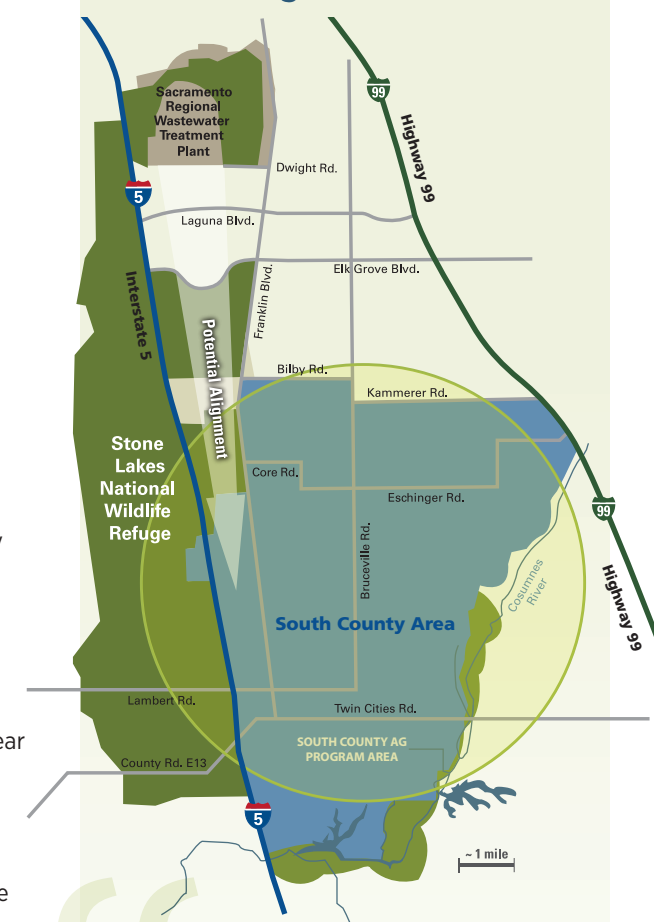 99
Sacramento
Regional
Wastewater
Treatment
Plant
Highway 99
Dwight Rd.
5
Laguna Blvd.
Elk Grove Blvd.
Franklin Blvd.
Interstate 5
Potential Alignment
Bilby Rd.
Kammerer Rd.
Stone
Lakes
National
Wildlife
Refuge
Core Rd.
Eschinger Rd.
99
Bruceville Rd.
Cosumnes
River
Highway 99
South County Area
Lambert Rd.
Twin Cities Rd.
ear
SOUTH COUNTY AG
PROGRAM AREA
County Rd. E13
5
~ 1 mile
e